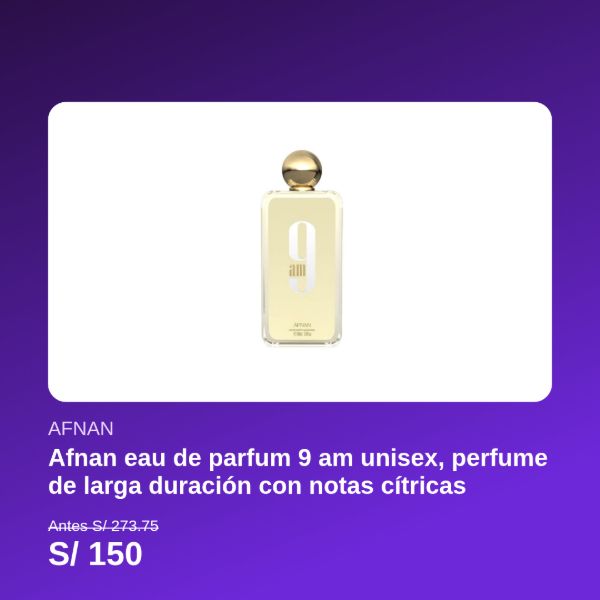 9
am
AFNAN
AFNAN
Afnan eau de parfum 9 am unisex, perfume
de larga duración con notas cítricas
Antes S/ 273.75
S/ 150